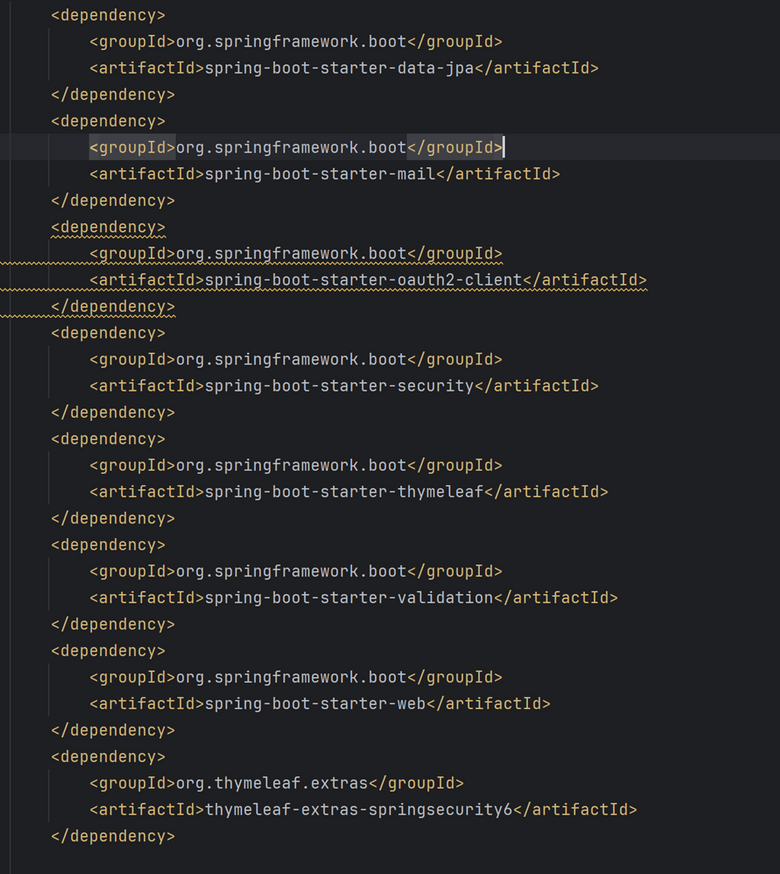 <dependency>
<groupId>org.springframework.boot</groupId>
<artifactId>spring-boot-starter-data-jpa</artifactId>
</dependency>
<dependency>
<groupId>org.springframework.boot</groupId>
<artifactId>spring-boot-starter-mail</artifactId>
</dependency>
<dependency>
<groupId>org.springframework.boot</groupId>
<artifactId>spring-boot-starter-oauth2-client</artifactId>
</dependency>
<dependency>
<groupId>org.springframework.boot</groupId>
<artifactId>spring-boot-starter-security</artifactId>
</dependency>
<dependency>
<groupId>org.springframework.boot</groupId>
<artifactId>spring-boot-starter-thymeleaf</artifactId>
</dependency>
<dependency>
<groupId>org.springframework.boot</groupId>
<artifactId>spring-boot-starter-validation</artifactId>
</dependency>
<dependency>
<groupId>org.springframework.boot</groupId>
<artifactId>spring-boot-starter-web</artifactId>
</dependency>
<dependency>
<groupId>org.thymeleaf.extras</groupId>
<artifactId>thymeleaf-extras-springsecurity6</artifactId>
</dependency>